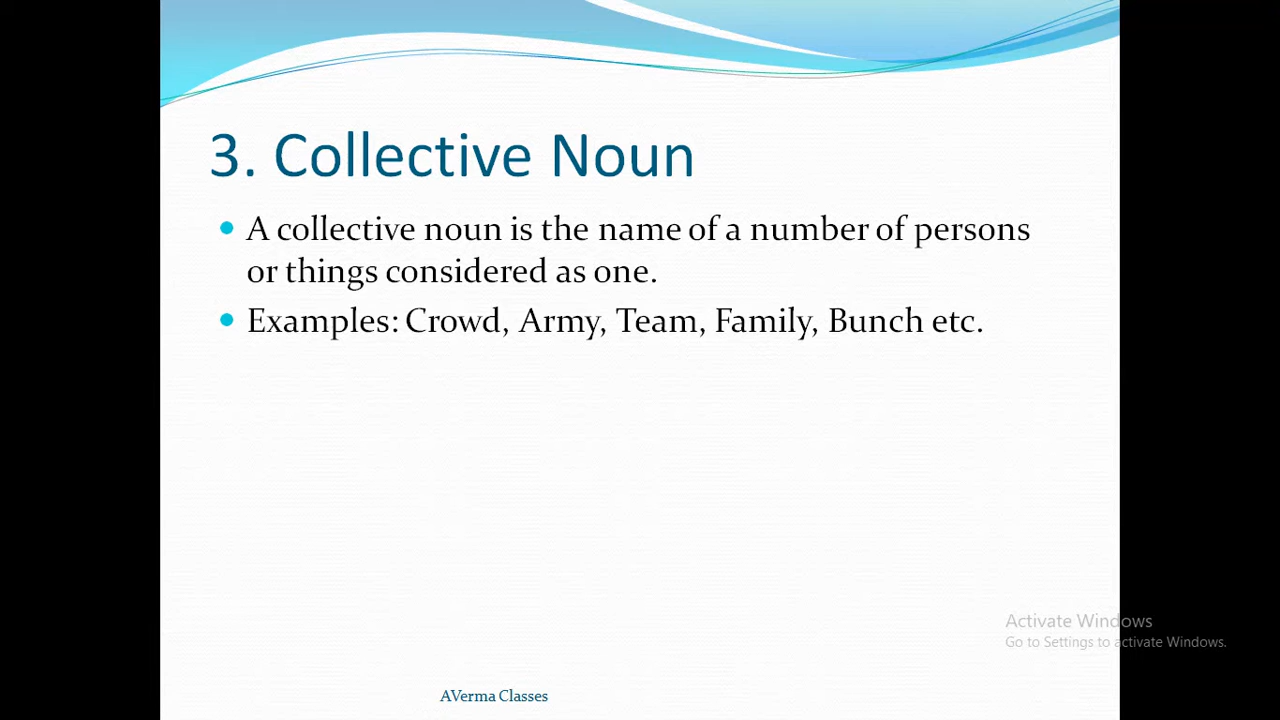 3. Collective Noun
A collective noun is the name of a number of persons
or things considered as one.
Examples: Crowd, Army, Team, Family, Bunch etc.
Activate Windows
Go to Settings to activate Windows.
AVerma Classes